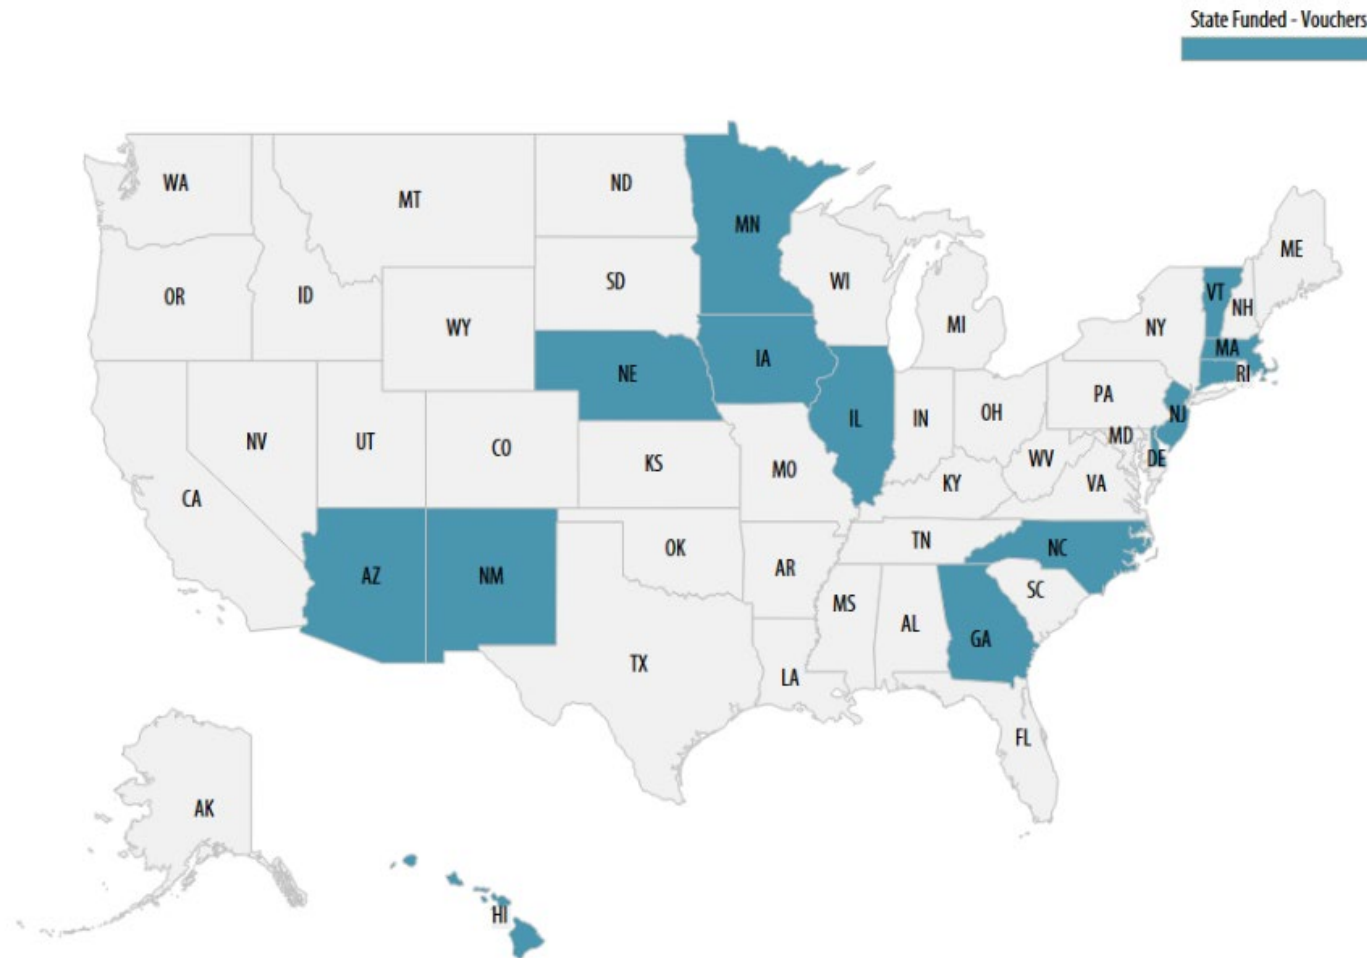 State Funded - Vouchers
WA
MT
ND
MN
ME
OR
ID
SD
WI
VT
NH
WY
MI
NY
MA
NE
IA
RI
PA
NV
UT
CO
IL
IN
OH
NJ
MD
KS
MO
WV
DE
CA
KY
VA
AZ
NM
OK
TN
NC
AR
SC
MS
AL
GA
TX
LA
FL
AK
HI